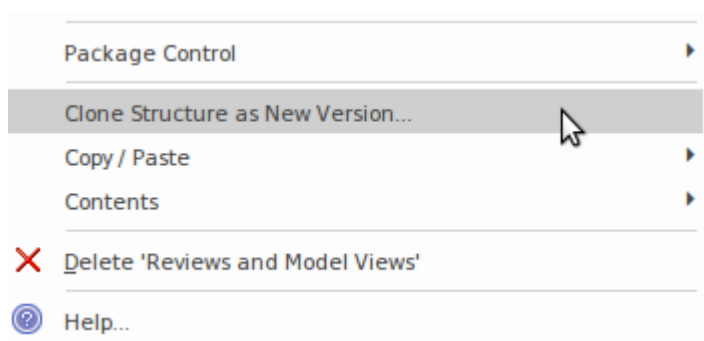 Package Control
Clone Structure as New Version...
Copy / Paste
Contents
Delete 'Reviews and Model Views'
Help...